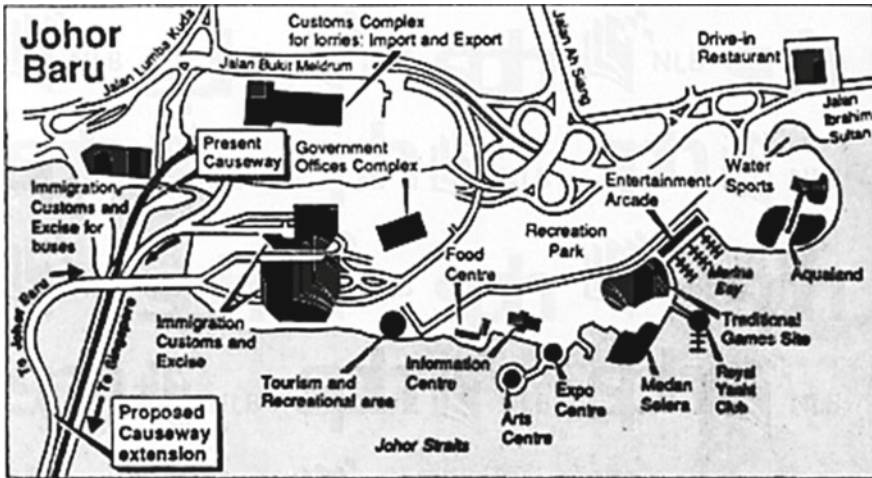 Johor
Baru
Jalan Lumba Kuda
Customs Complex
for lorries: Import and Export
Jalan Bukit Meldrum
Jalan Ah Siang
Drive-in
Restaurant
Jalan
Ibrahim
Sultan
Present
Causeway
Government
Offices Complex
Immigration
Customs and
Excise for
buses
Entertainment
Arcade
Water
Sports
Recreation
Park
Food
Centre
Marina
Bay
Aqualand
To Johor Baru
To Singapore
Immigration
Customs and
Excise
Tourism and
Recreational area
Information
Centre
Arts
Centre
Expo
Centre
Medan
Selera
Traditional
Games Site
Royal
Yacht
Club
Proposed
Causeway
extension
Johor Straits
NLB
NLB
NLB